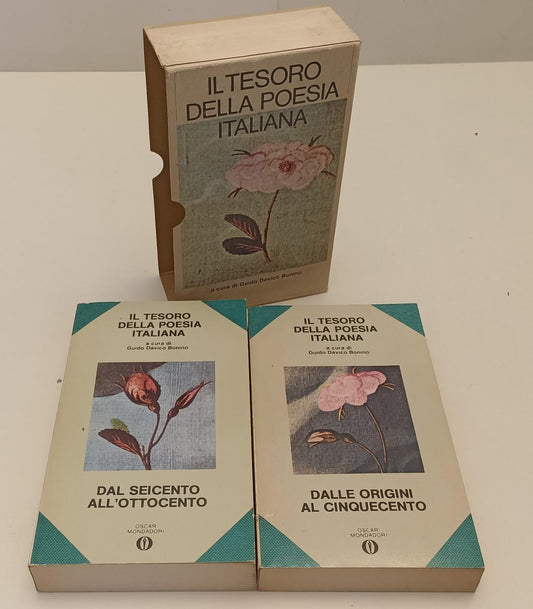 IL TESORO
DELLA POESIA
ITALIANA
a cura di Guido Davico Bonino
IL TESORO
DELLA POESIA
ITALIANA
a cura di
Guido Davico Bonino
DAL SEICENTO
ALL'OTTOCENTO
OSCAR
MONDADORI
IL TESORO
DELLA POESIA
ITALIANA
a cura di
Guido Davico Bonino
DALLE ORIGINI
AL CINQUECENTO
OSCAR
MONDADORI